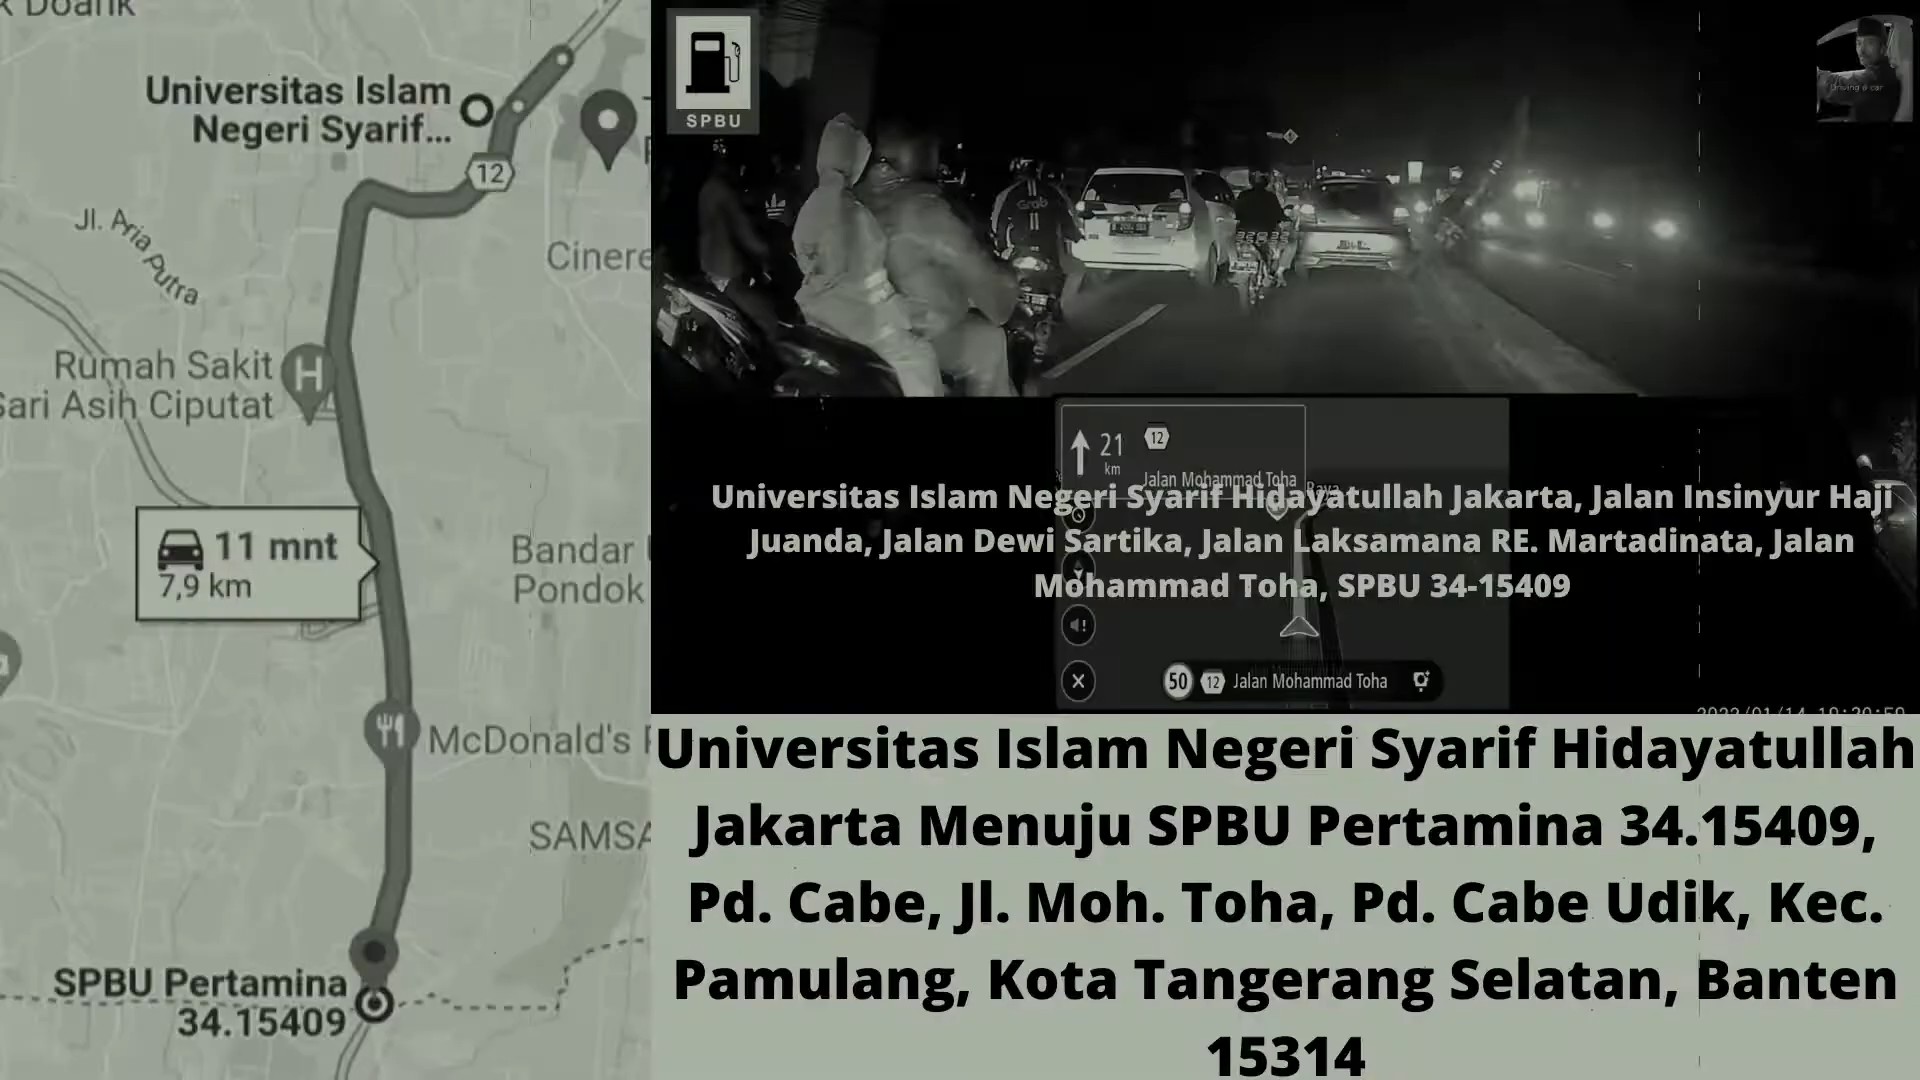 Universitas Islam
Negeri Syarif...
12
Jl. Aria Putra
Cinere
Rumah Sakit
Sari Asih Ciputat
11 mnt
7,9 km
Bandar
Pondok
McDonald's
SAMSA
SPBU Pertamina
34.15409
SPBU
Driving a car
Grab
21
km
12
Jalan Mohammad Toha
Raya
Universitas Islam Negeri Syarif Hidayatullah Jakarta, Jalan Insinyur Haji
Juanda, Jalan Dewi Sartika, Jalan Laksamana RE. Martadinata, Jalan
Mohammad Toha, SPBU 34-15409
50 12 Jalan Mohammad Toha
Universitas Islam Negeri Syarif Hidayatullah
Jakarta Menuju SPBU Pertamina 34.15409,
Pd. Cabe, Jl. Moh. Toha, Pd. Cabe Udik, Kec.
Pamulang, Kota Tangerang Selatan, Banten
15314